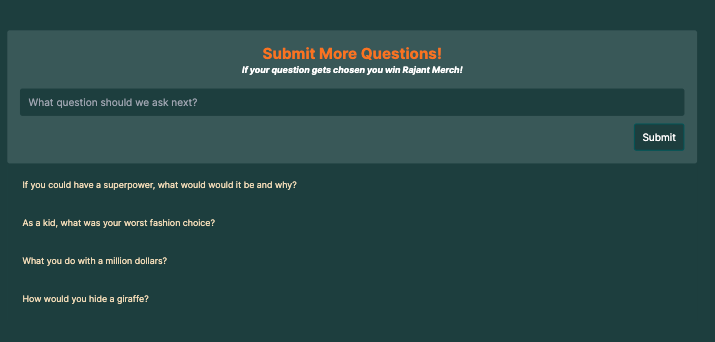 Submit More Questions!
If your question gets chosen you win Rajant Merch!
What question should we ask next?
Submit
If you could have a superpower, what would would it be and why?
As a kid, what was your worst fashion choice?
What you do with a million dollars?
How would you hide a giraffe?